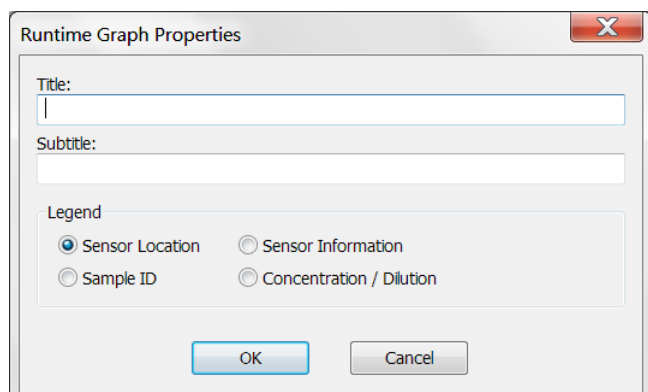 Runtime Graph Properties
Title:
Subtitle:
Legend
Sensor Location Sensor Information
Sample ID Concentration / Dilution
OK Cancel